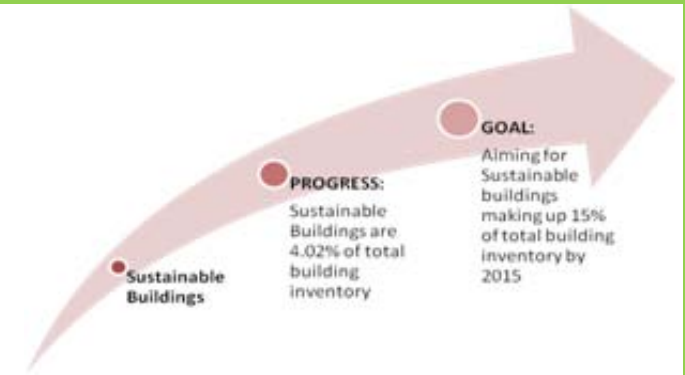 Sustainable
Buildings
PROGRESS:
Sustainable
Buildings are
4.02% of total
building
inventory
GOAL:
Aiming for
Sustainable
buildings
making up 15%
of total building
inventory by
2015